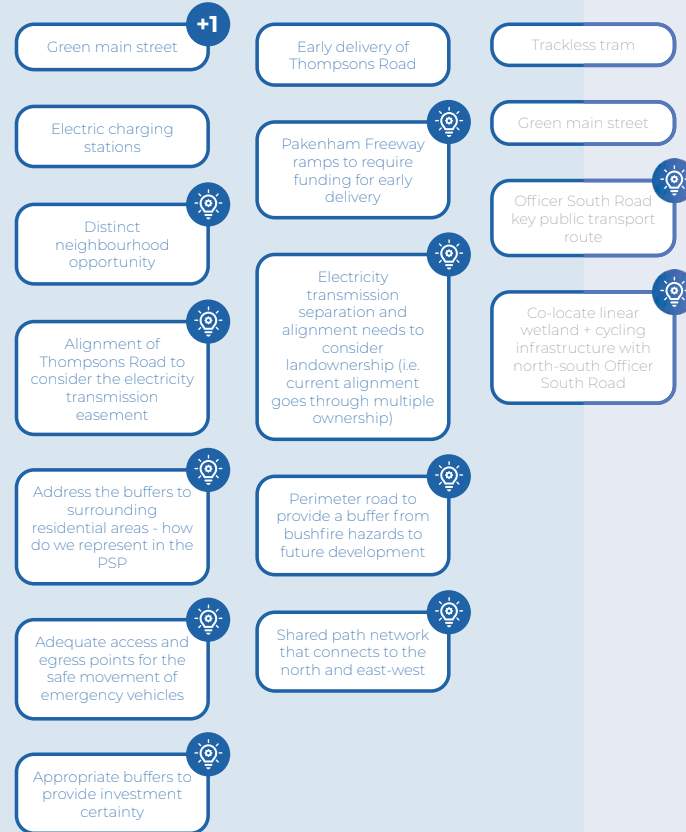 +1
Green main street
Electric charging
stations
Distinct
neighbourhood
opportunity
Alignment of
Thompsons Road to
consider the electricity
transmission
easement
Address the buffers to
surrounding
residential areas - how
do we represent in the
PSP
Adequate access and
egress points for the
safe movement of
emergency vehicles
Appropriate buffers to
provide investment
certainty
Early delivery of
Thompsons Road
Pakenham Freeway
ramps to require
funding for early
delivery
Electricity
transmission
separation and
alignment needs to
consider
landownership (i.e.
current alignment
goes through multiple
ownership)
Perimeter road to
provide a buffer from
bushfire hazards to
future development
Shared path network
that connects to the
north and east-west
Trackless tram
Green main street
Officer South Road
key public transport
route
Co-locate linear
wetland + cycling
infrastructure with
north-south Officer
South Road